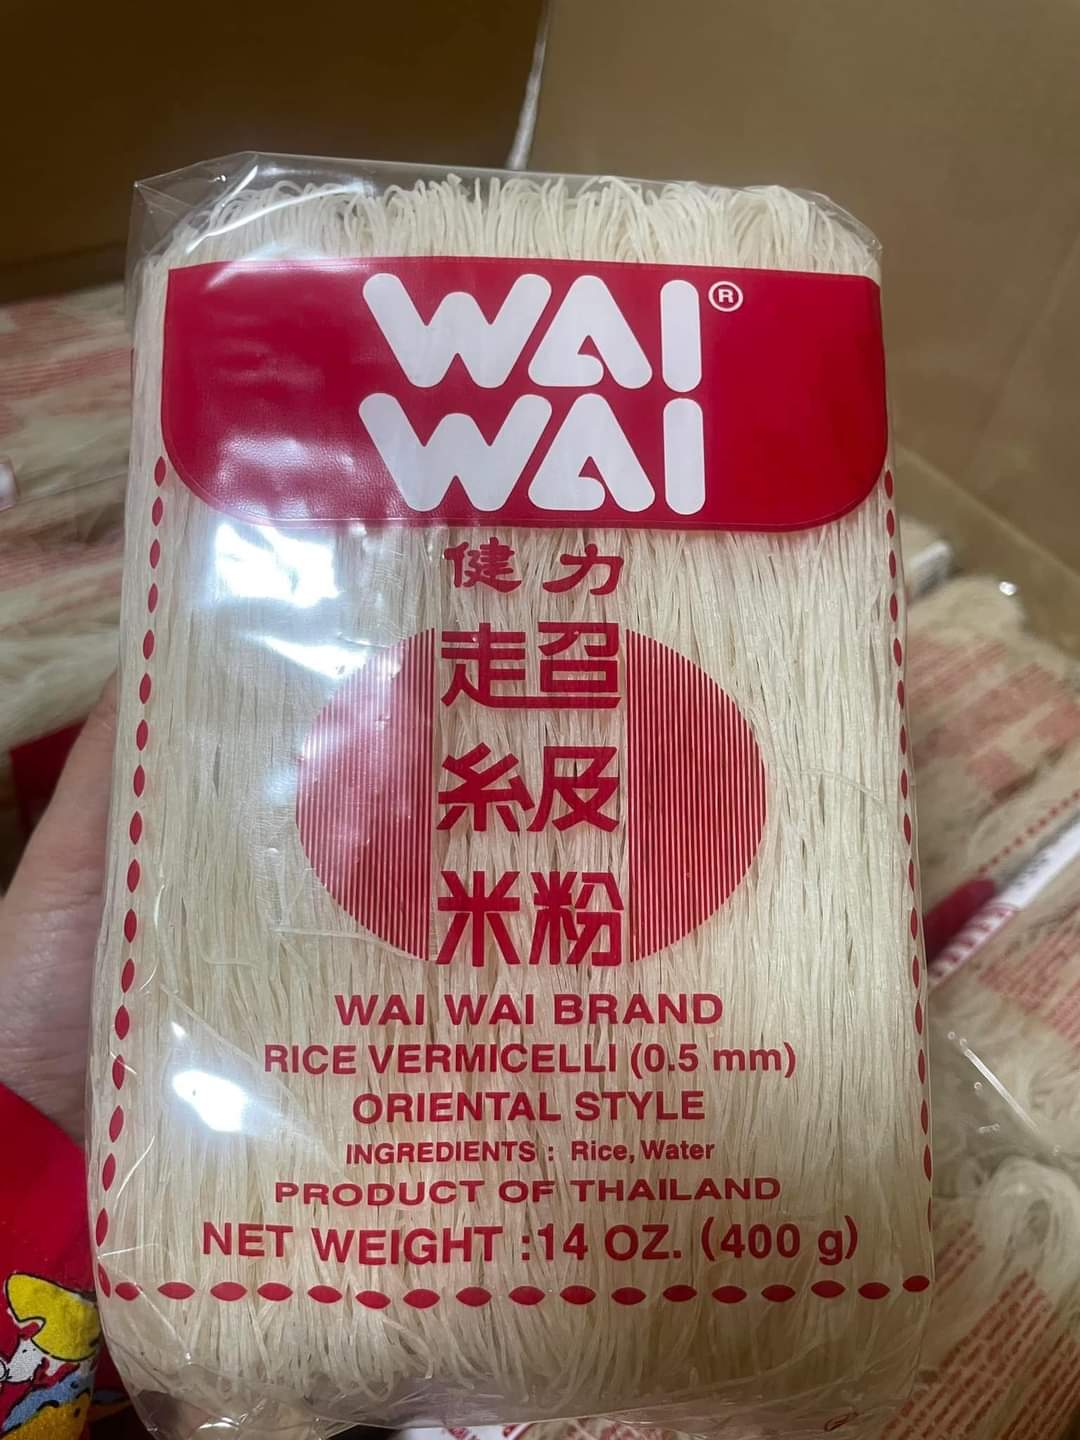 WAI ®
WAI
健力
超
級
米粉
WAI WAI BRAND
RICE VERMICELLI (0.5 mm)
ORIENTAL STYLE
INGREDIENTS : Rice, Water
PRODUCT OF THAILAND
NET WEIGHT :14 OZ. (400 g)